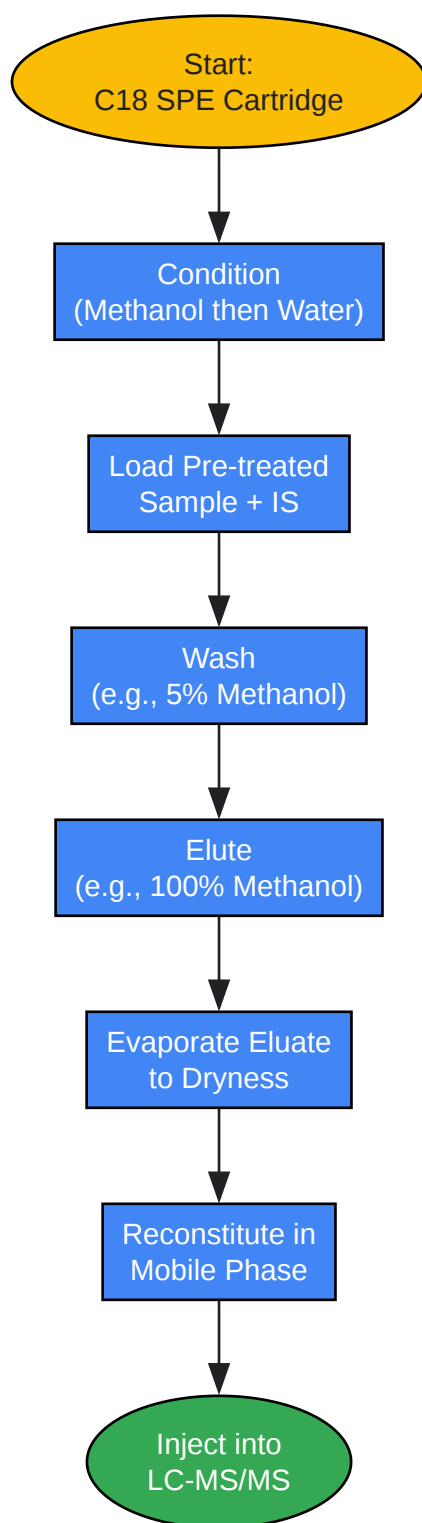 Start:
C18 SPE Cartridge
Condition
(Methanol then Water)
Load Pre-treated
Sample + IS
Wash
(e.g., 5% Methanol)
Elute
(e.g., 100% Methanol)
Evaporate Eluate
to Dryness
Reconstitute in
Mobile Phase
Inject into
LC-MS/MS